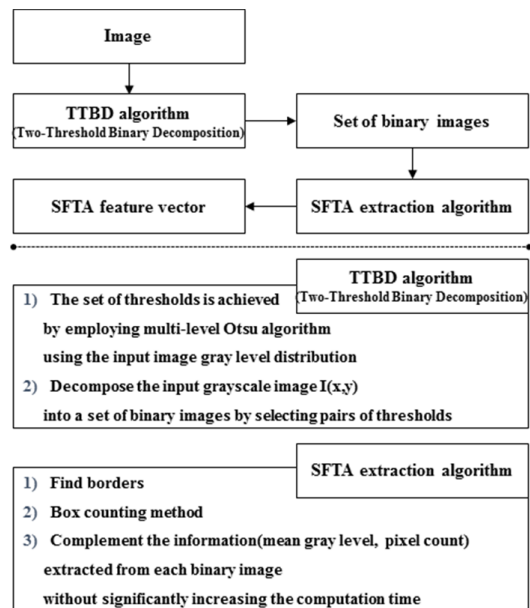 Image
TTBD algorithm
(Two-Threshold Binary Decomposition)
Set of binary images
SFTA feature vector
SFTA extraction algorithm
TTBD algorithm
(Two-Threshold Binary Decomposition)
1) The set of thresholds is achieved
by employing multi-level Otsu algorithm
using the input image gray level distribution
2) Decompose the input grayscale image I(x,y)
into a set of binary images by selecting pairs of thresholds
SFTA extraction algorithm
1) Find borders
2) Box counting method
3) Complement the information(mean gray level, pixel count)
extracted from each binary image
without significantly increasing the computation time